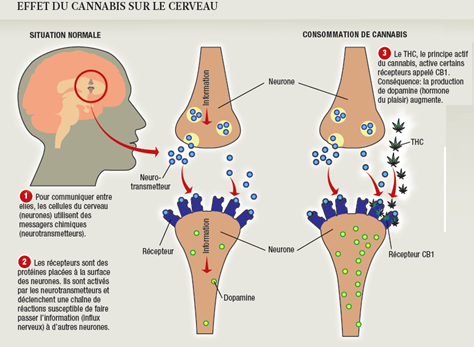 EFFET DU CANNABIS SUR LE CERVEAU
SITUATION NORMALE
CONSOMMATION DE CANNABIS
3 Le THC, le principe actif
du cannabis, active certains
récepteurs appelé CB1.
Conséquence: la production
de dopamine (hormone
du plaisir) augmente.
Information
Neurone
THC
Neuro-
transmetteur
1 Pour communiquer entre
elles, les cellules du cerveau
(neurones) utilisent des
messagers chimiques
(neurotransmetteurs).
Récepteur
Information
Neurone
Récepteur CB1
2 Les récepteurs sont des
protéines placées à la surface
des neurones. Ils sont activés
par les neurotransmetteurs et
déclenchent une chaîne de
réactions susceptible de faire
passer l'information (influx
nerveux) à d'autres neurones.
Dopamine